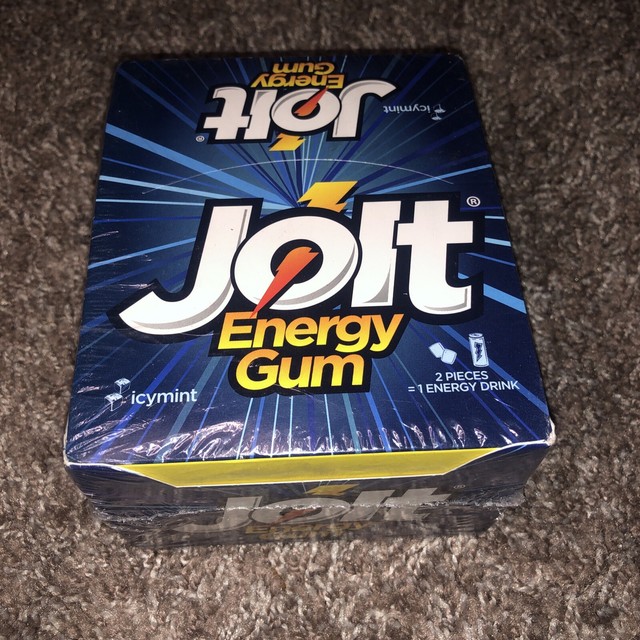 Jolt®
Energy
Gum
icymint
Jolt®
Energy
Gum
icymint
2 PIECES
= 1 ENERGY DRINK
Jolt